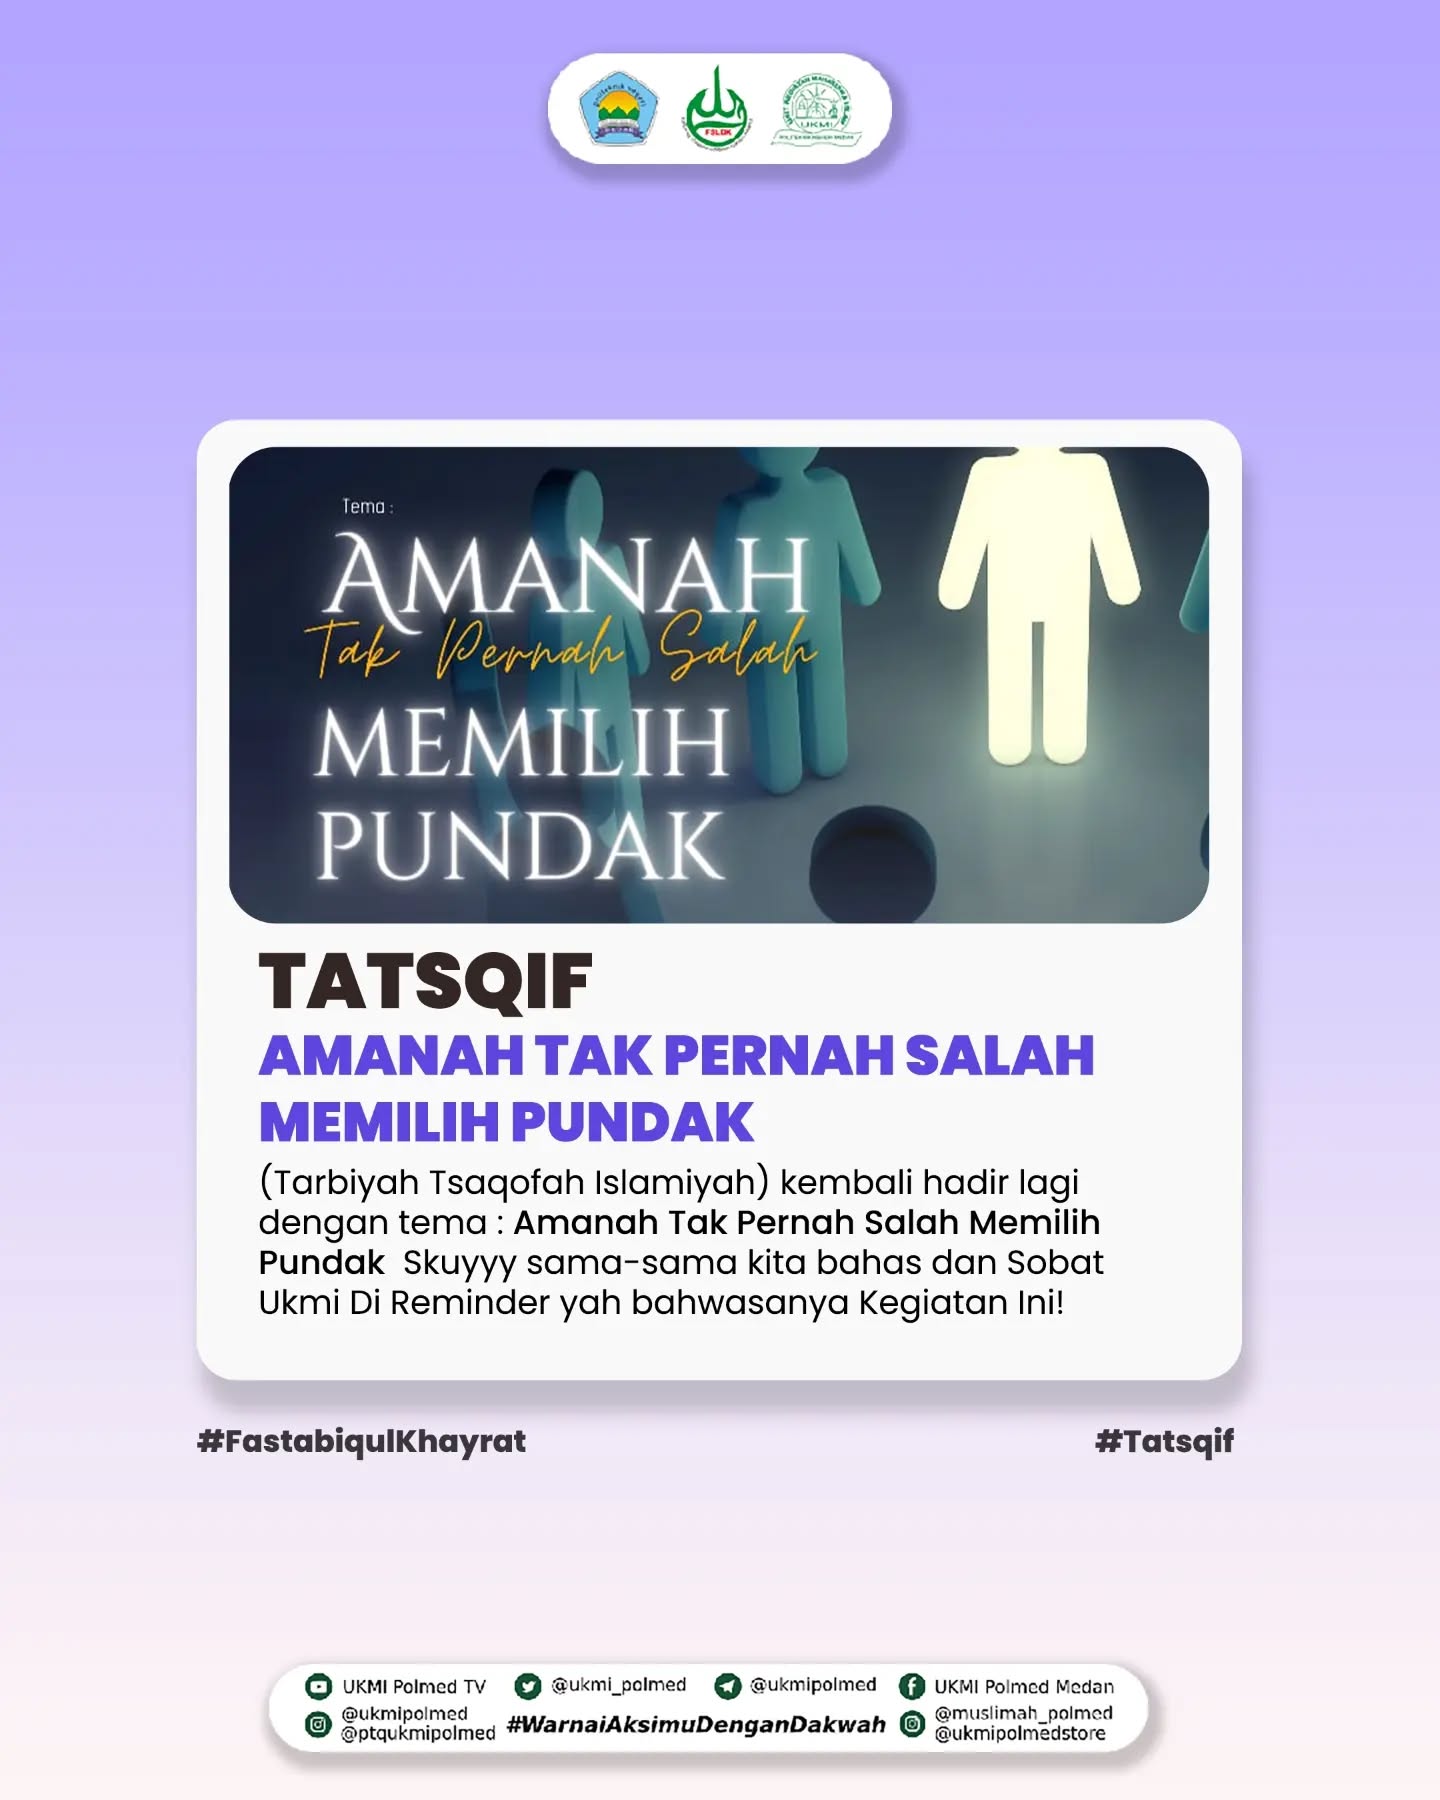 FSLDK
UKMI
Tema :
AMANAH
Tak Pernah Salah
MEMILIH
PUNDAK
TATSQIF
AMANAH TAK PERNAH SALAH
MEMILIH PUNDAK
(Tarbiyah Tsaqofah Islamiyah) kembali hadir lagi
dengan tema : Amanah Tak Pernah Salah Memilih
Pundak Skuyyy sama-sama kita bahas dan Sobat
Ukmi Di Reminder yah bahwasanya Kegiatan Ini!
#FastabiqulKhayrat
#Tatsqif
UKMI Polmed TV
@ukmi_polmed
@ukmipolmed
UKMI Polmed Medan
@ukmipolmed
@ptqukmipolmed
#WarnaiAksimuDenganDakwah
@muslimah_polmed
@ukmipolmedstore